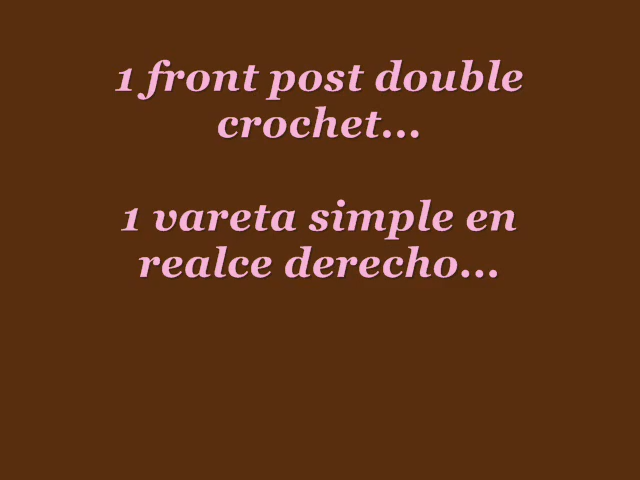 1 front post double
crochet...
1 vareta simple en
realce derecho...